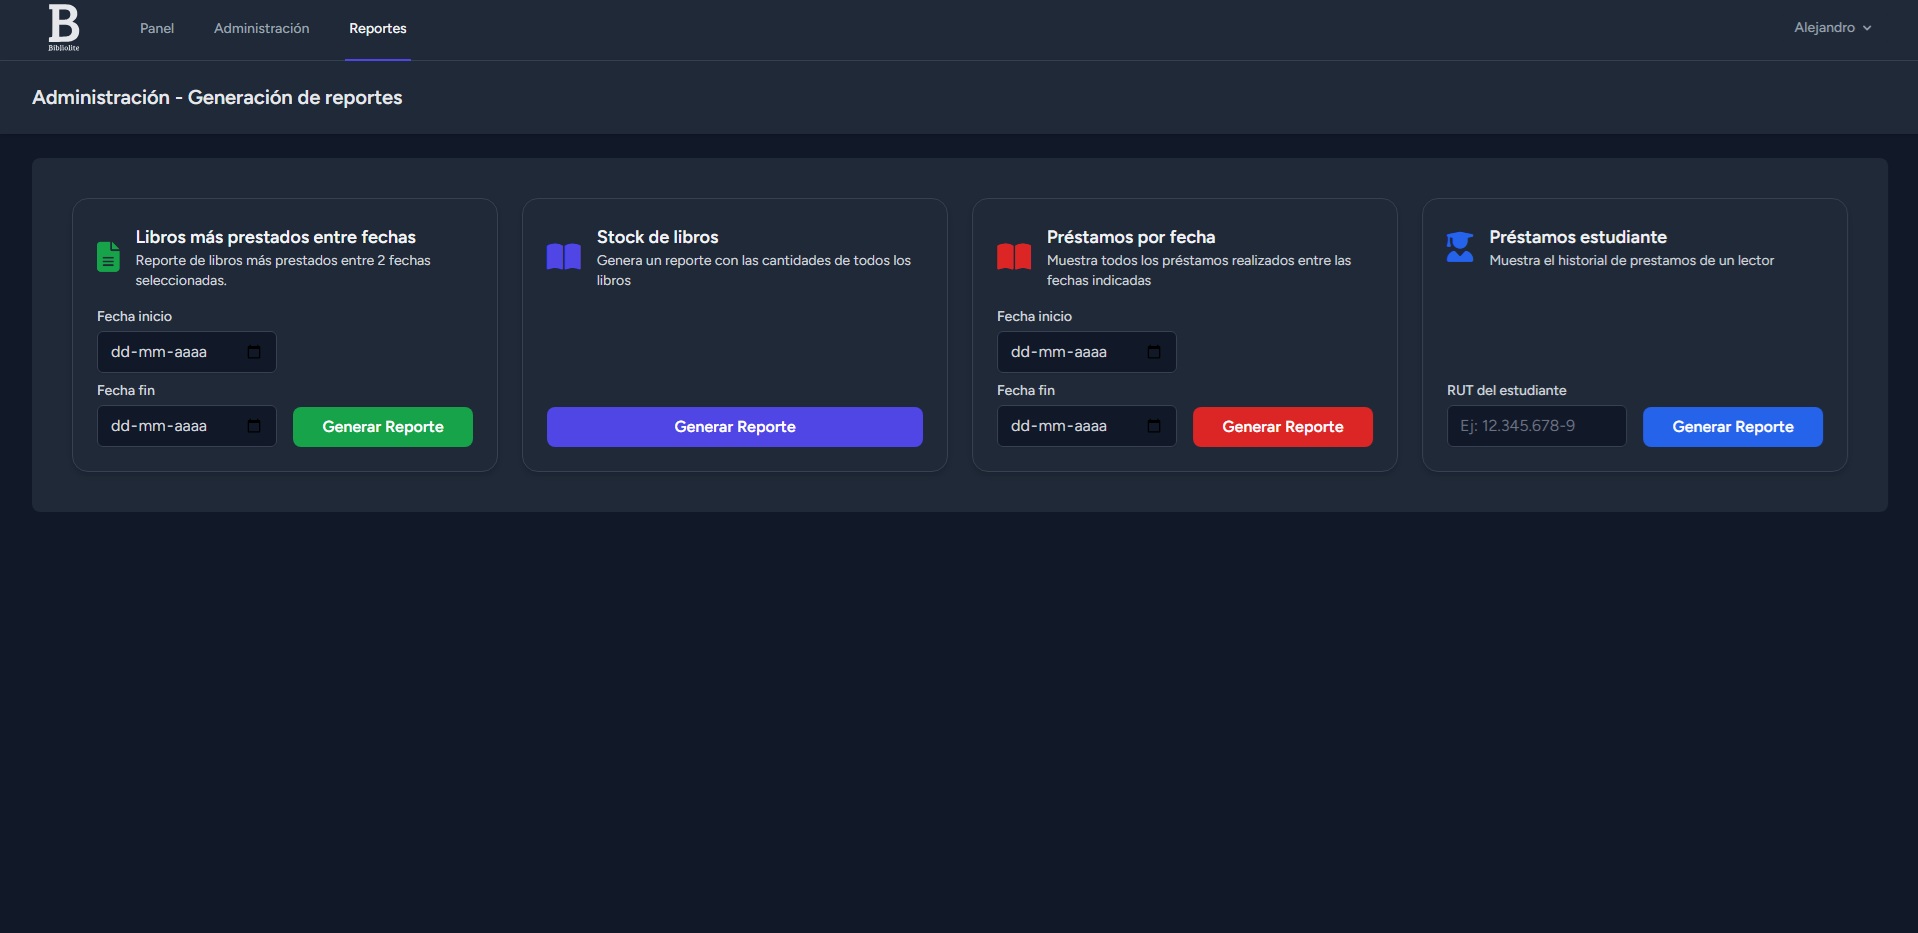 B
Bibliolite
Panel
Administración
Reportes
Alejandro
Administración - Generación de reportes
Libros más prestados entre fechas
Reporte de libros más prestados entre 2 fechas
seleccionadas.
Fecha inicio
dd-mm-aaaa
Fecha fin
dd-mm-aaaa
Generar Reporte
Stock de libros
Genera un reporte con las cantidades de todos los
libros
Generar Reporte
Préstamos por fecha
Muestra todos los préstamos realizados entre las
fechas indicadas
Fecha inicio
dd-mm-aaaa
Fecha fin
dd-mm-aaaa
Generar Reporte
Préstamos estudiante
Muestra el historial de prestamos de un lector
RUT del estudiante
Ej: 12.345.678-9
Generar Reporte